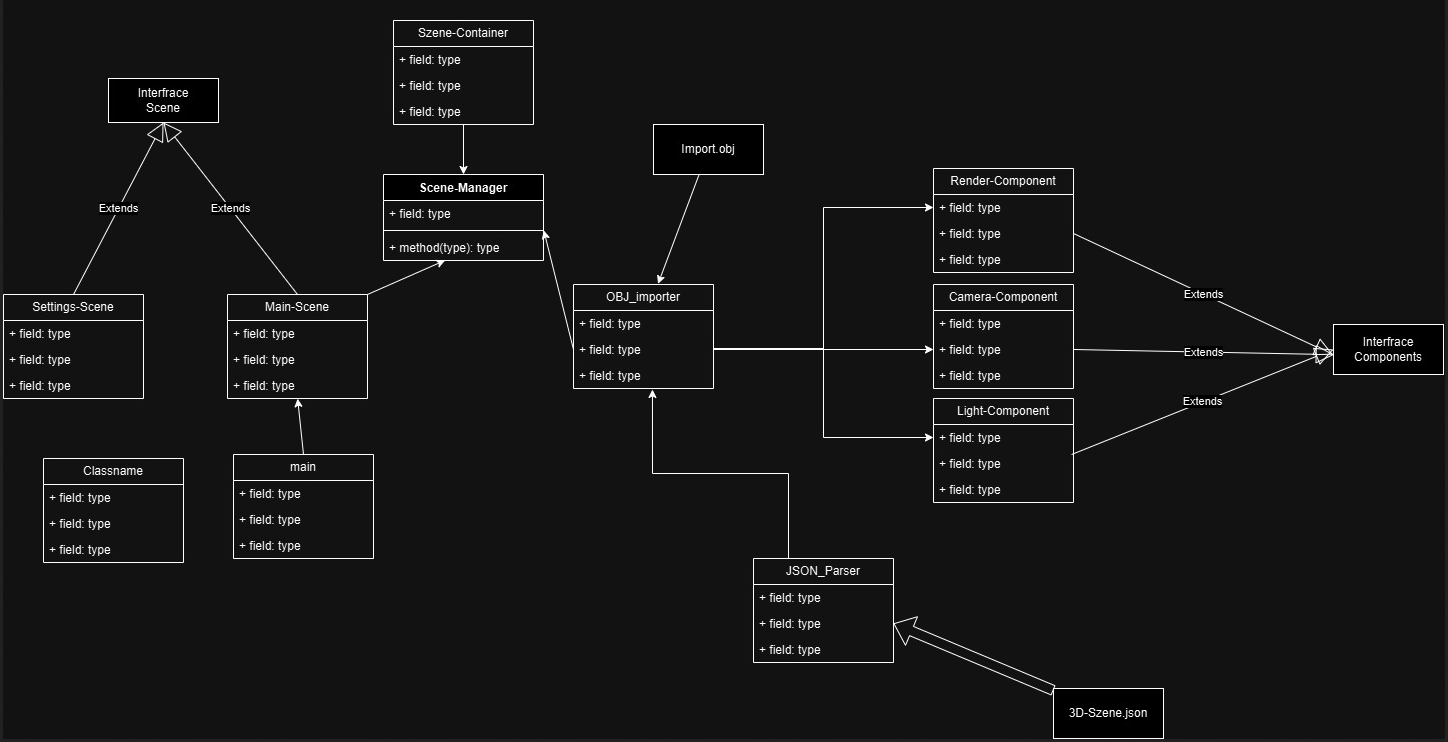 Szene-Container
+ field: type
+ field: type
+ field: type
Interfrace
Scene
Import.obj
Scene-Manager
+ field: type
+ method(type): type
Extends
Extends
Render-Component
+ field: type
+ field: type
+ field: type
Settings-Scene
+ field: type
+ field: type
+ field: type
Main-Scene
+ field: type
+ field: type
+ field: type
OBJ_importer
+ field: type
+ field: type
+ field: type
Camera-Component
+ field: type
+ field: type
+ field: type
Extends
Extends
Extends
Interfrace
Components
Light-Component
+ field: type
+ field: type
+ field: type
Classname
+ field: type
+ field: type
+ field: type
main
+ field: type
+ field: type
+ field: type
JSON_Parser
+ field: type
+ field: type
+ field: type
3D-Szene.json